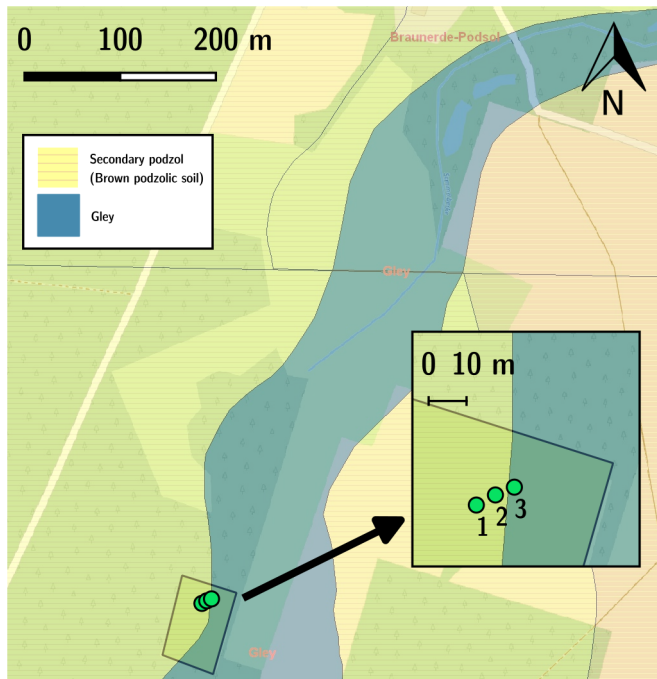 0 100 200 m
Braunerde-Podsol
N
Secondary podzol
(Brown podzolic soil)
Gley
Gley
0 10 m
1 2 3
Gley